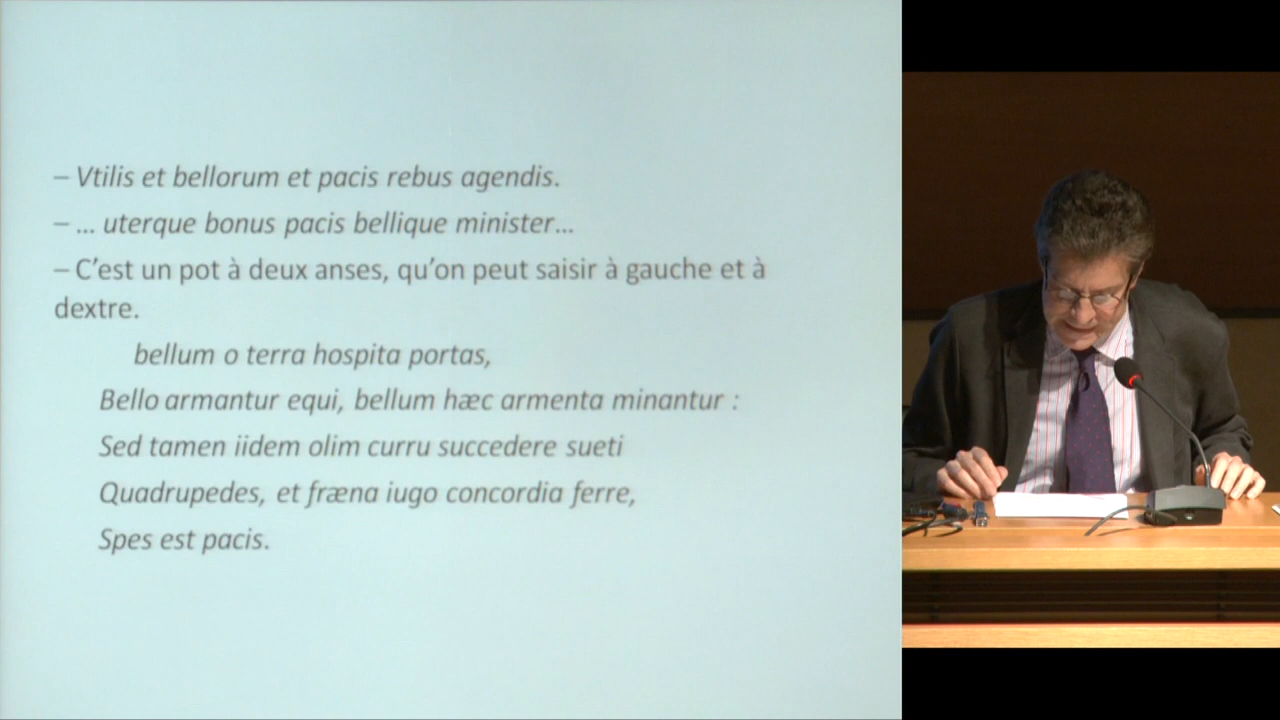 – Vtilis et bellorum et pacis rebus agendis.
– ... uterque bonus pacis bellique minister...
– C’est un pot à deux anses, qu’on peut saisir à gauche et à
dextre.
bellum o terra hospita portas,
Bello armantur equi, bellum hæc armenta minantur :
Sed tamen iidem olim curru succedere sueti
Quadrupedes, et fræna iugo concordia ferre,
Spes est pacis.